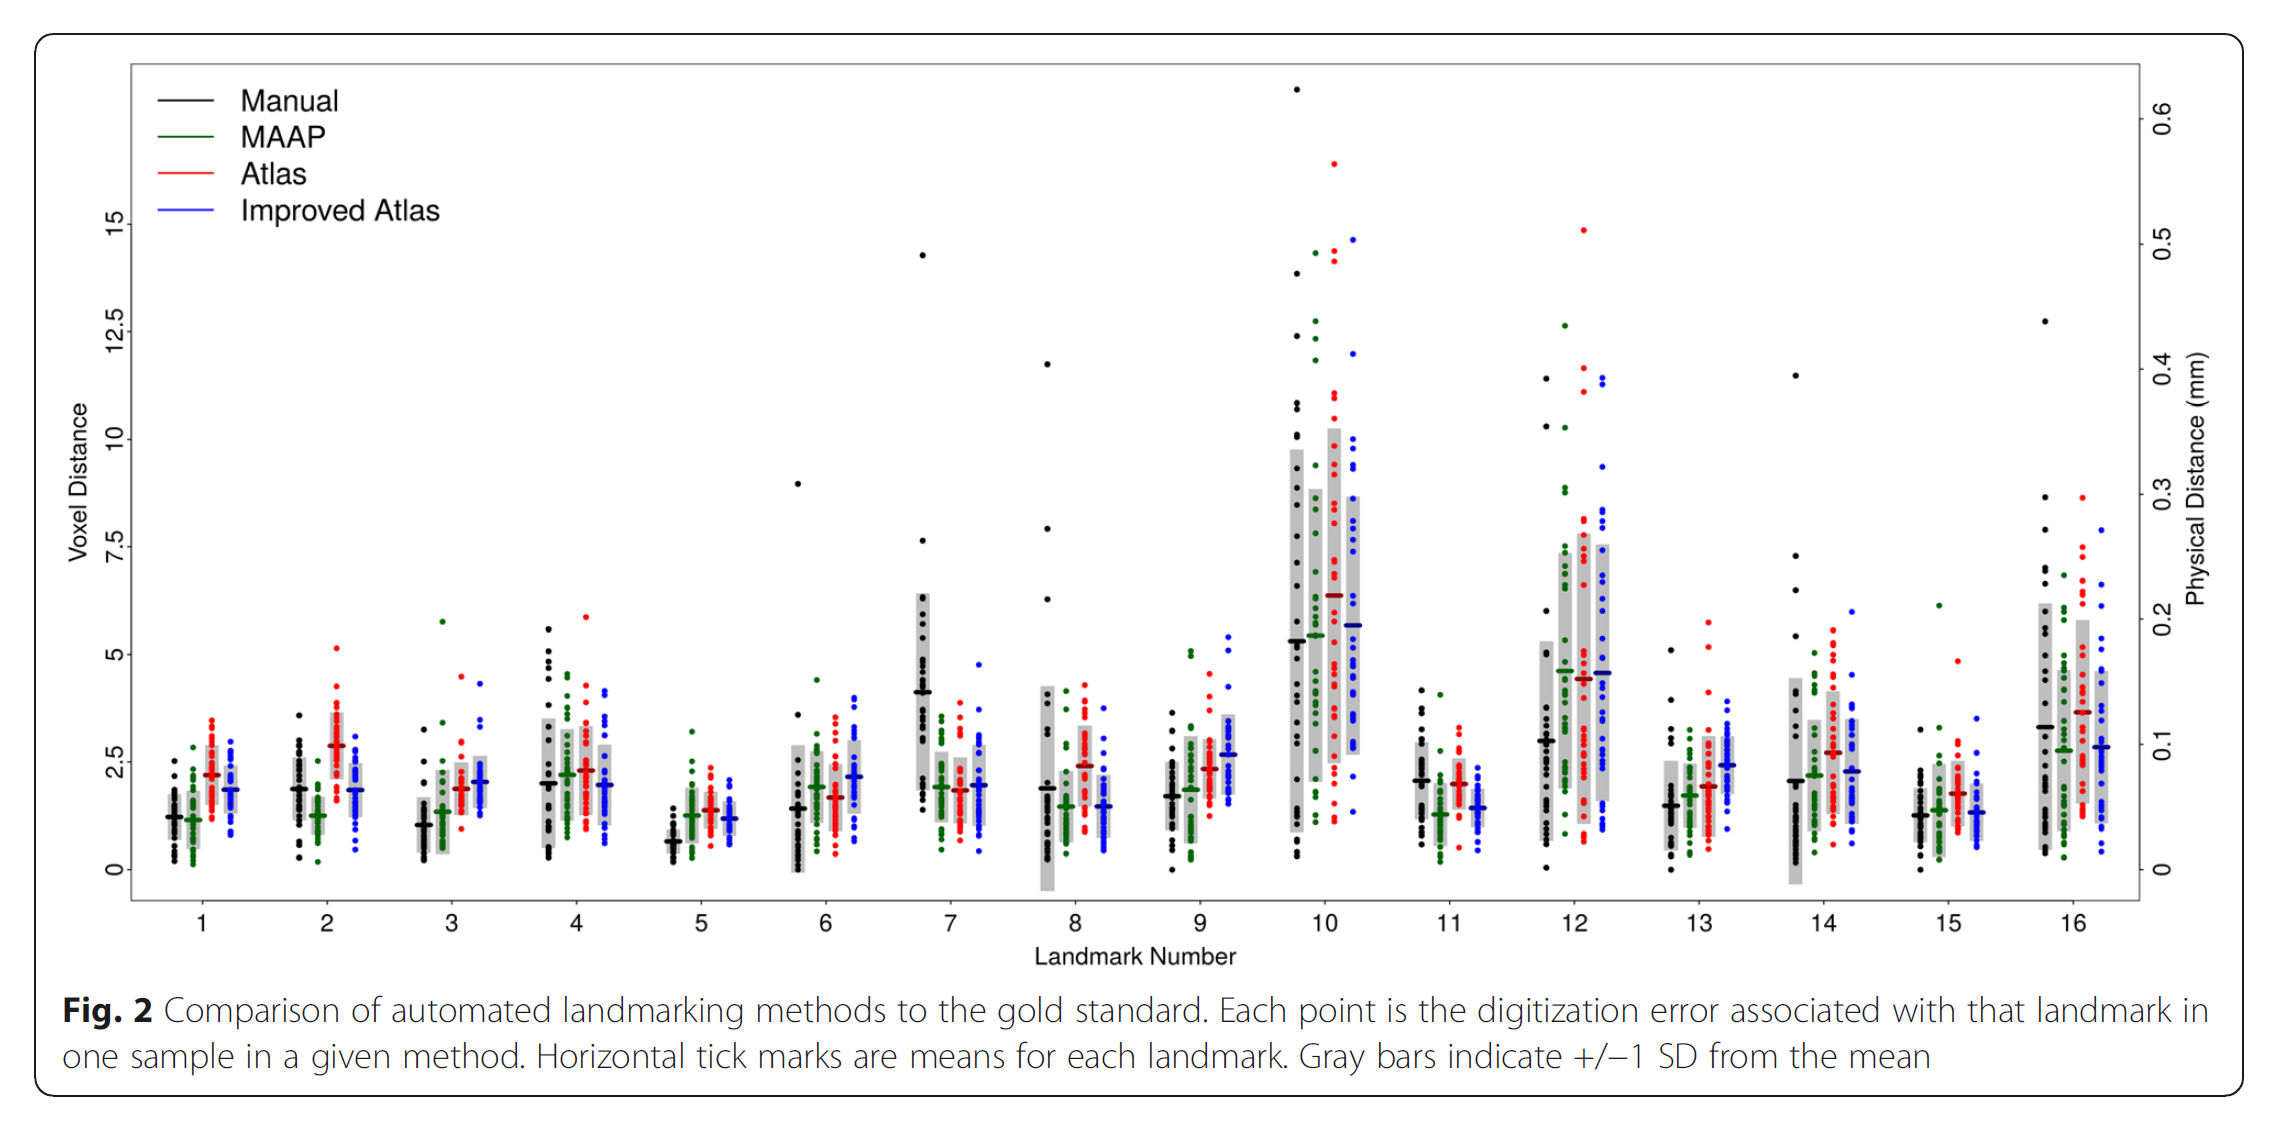 Manual
MAAP
Atlas
Improved Atlas
Voxel Distance
0
2.5
5
7.5
10
12.5
15
Physical Distance (mm)
0
0.1
0.2
0.3
0.4
0.5
0.6
1 2 3 4 5 6 7 8 9 10 11 12 13 14 15 16
Landmark Number
Fig. 2 Comparison of automated landmarking methods to the gold standard. Each point is the digitization error associated with that landmark in
one sample in a given method. Horizontal tick marks are means for each landmark. Gray bars indicate +/−1 SD from the mean